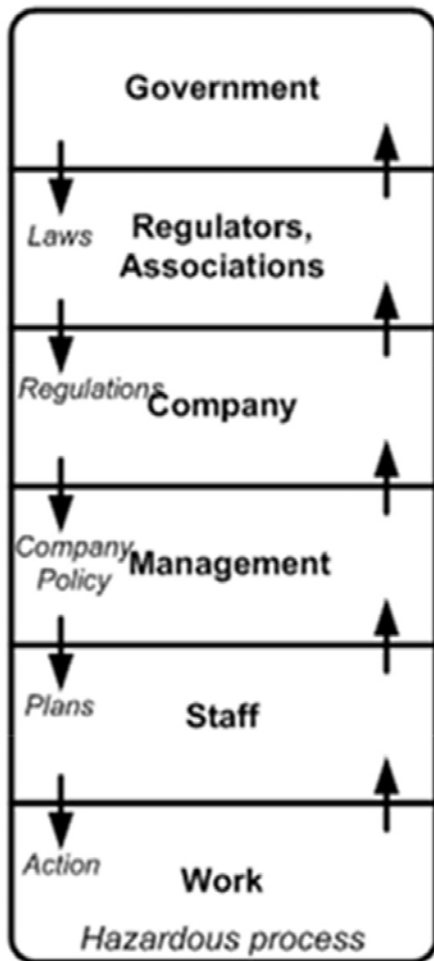 Government
Laws
Regulators,
Associations
Regulations
Company
Company
Policy
Management
Plans
Staff
Action
Work
Hazardous process